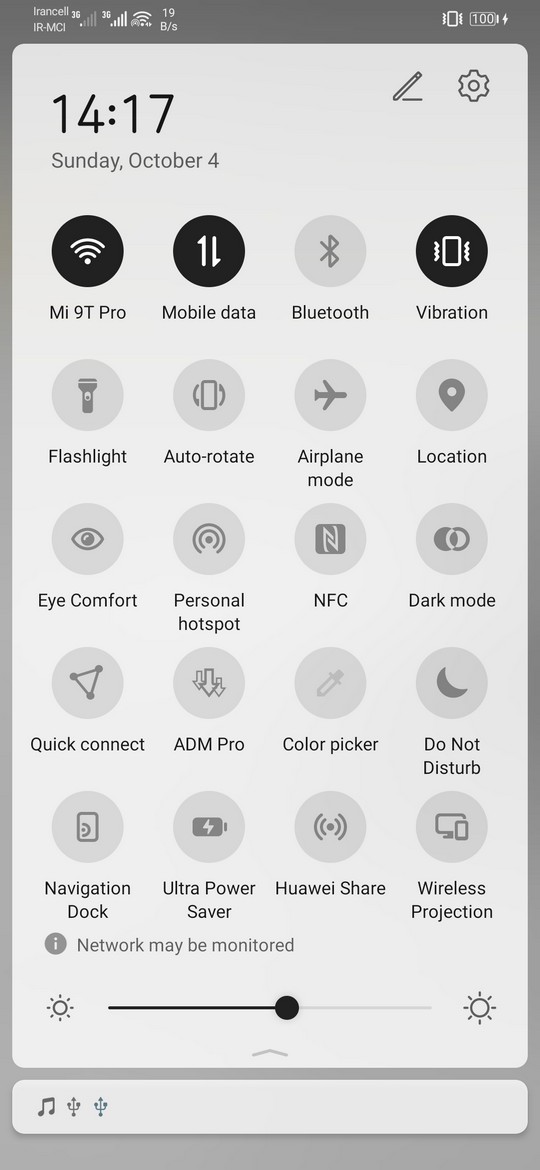 Irancell 3G 3G 19
IR-MCI B/s 100
14:17
Sunday, October 4
Mi 9T Pro Mobile data Bluetooth Vibration
Flashlight Auto-rotate Airplane Location
mode
Eye Comfort Personal NFC Dark mode
hotspot
Quick connect ADM Pro Color picker Do Not
Disturb
Navigation Ultra Power Huawei Share Wireless
Dock Saver Projection
Network may be monitored